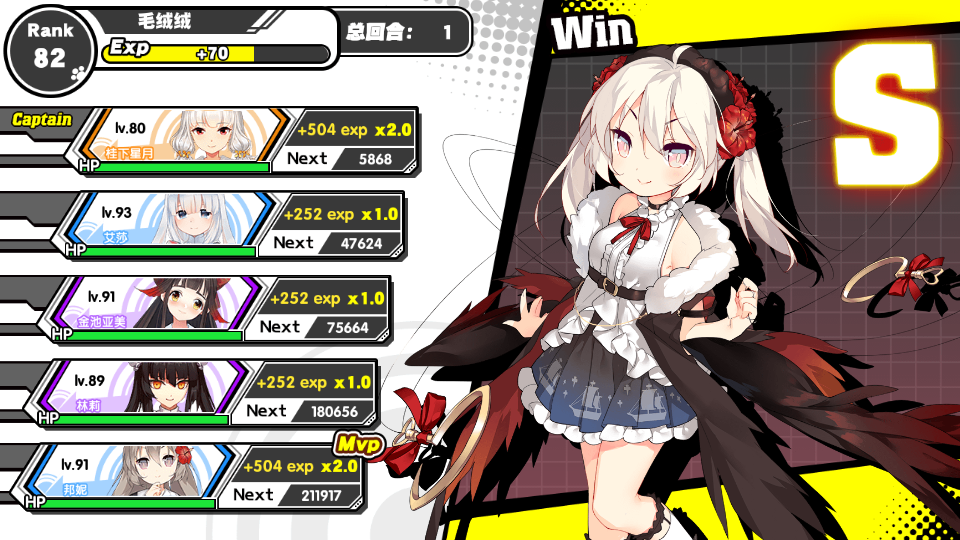 Rank
82
毛绒绒
Exp
+70
总回合： 1
Win
S
Captain
lv.80
桂下星月
HP
+504 exp x2.0
Next 5868
lv.93
艾莎
HP
+252 exp x1.0
Next 47624
lv.91
金池亚美
HP
+252 exp x1.0
Next 75664
lv.89
林莉
HP
+252 exp x1.0
Next 180656
Mvp
lv.91
邦妮
HP
+504 exp x2.0
Next 211917